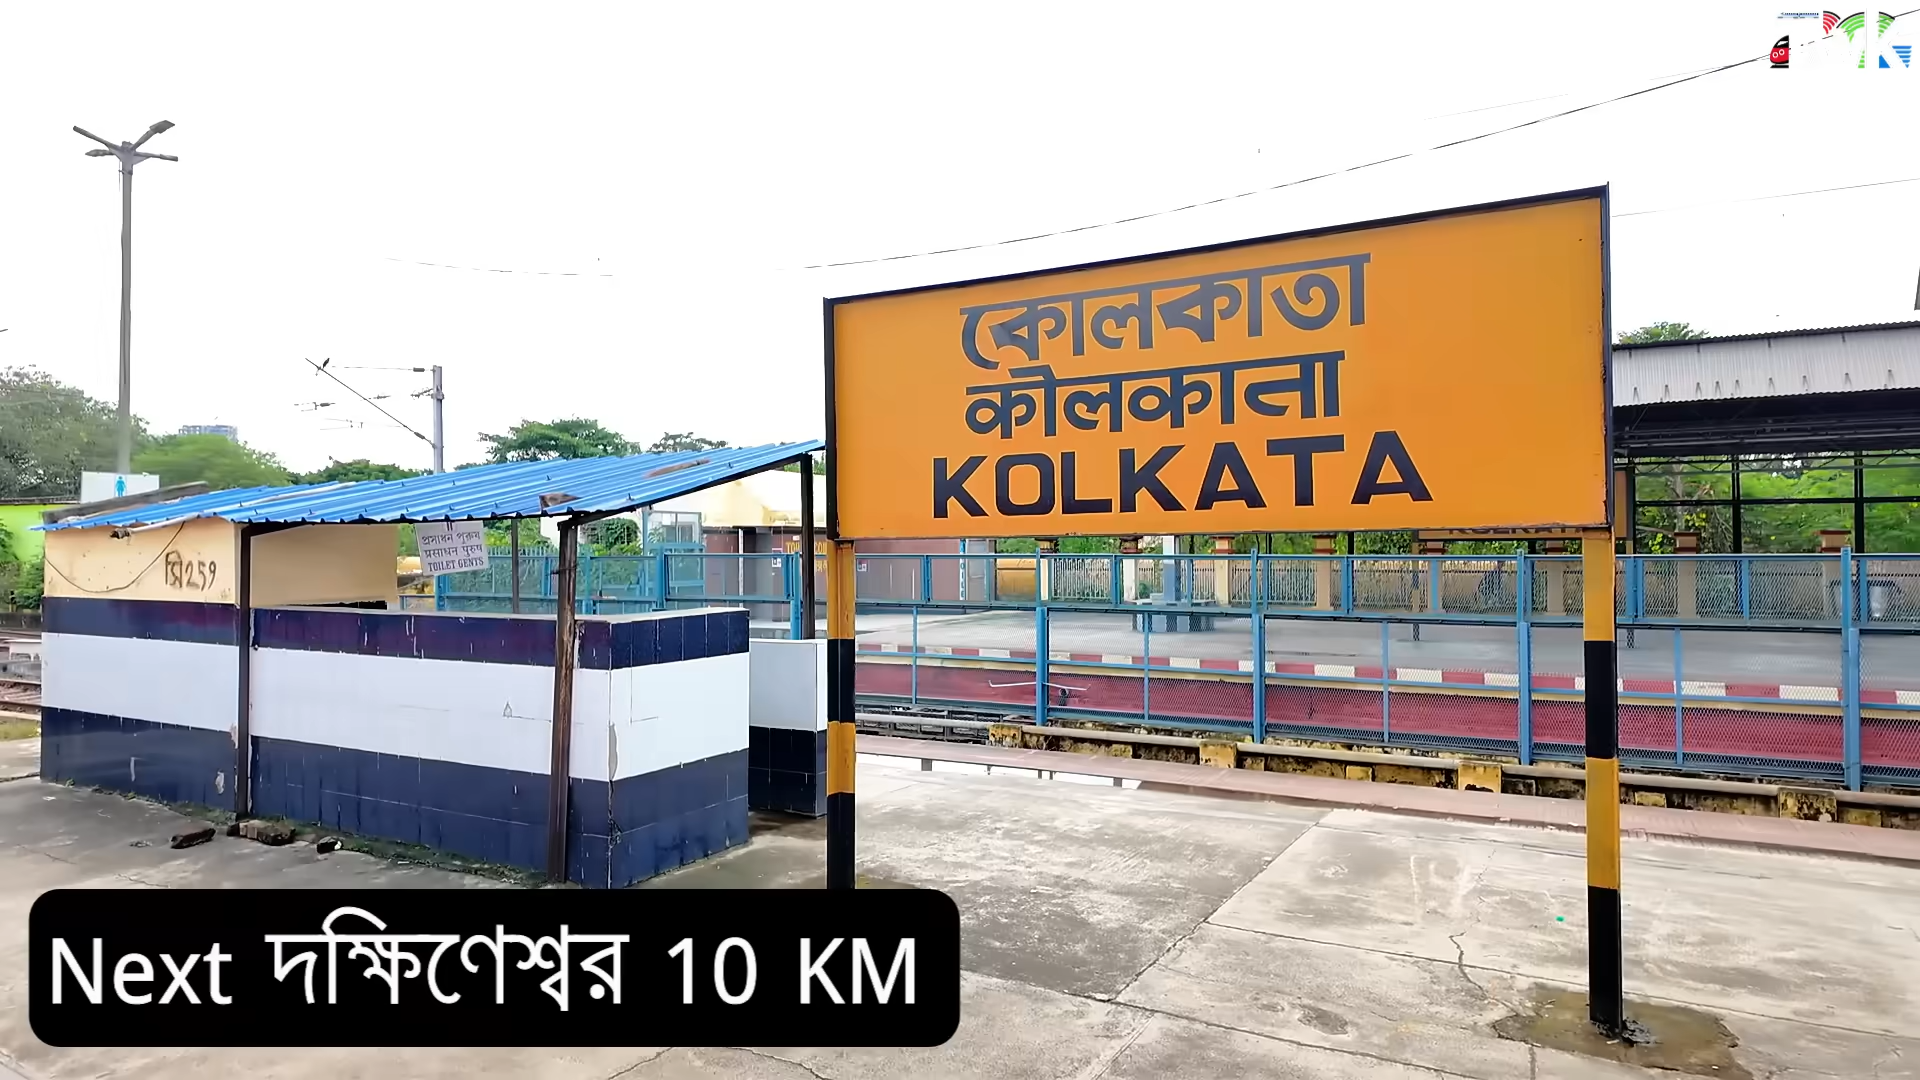 কোলকাতা
कोलकाता
KOLKATA
প্রসাধন পুরুষ
प्रसाधन पुरुष
TOILET GENTS
Next দক্ষিণেশ্বর 10 KM